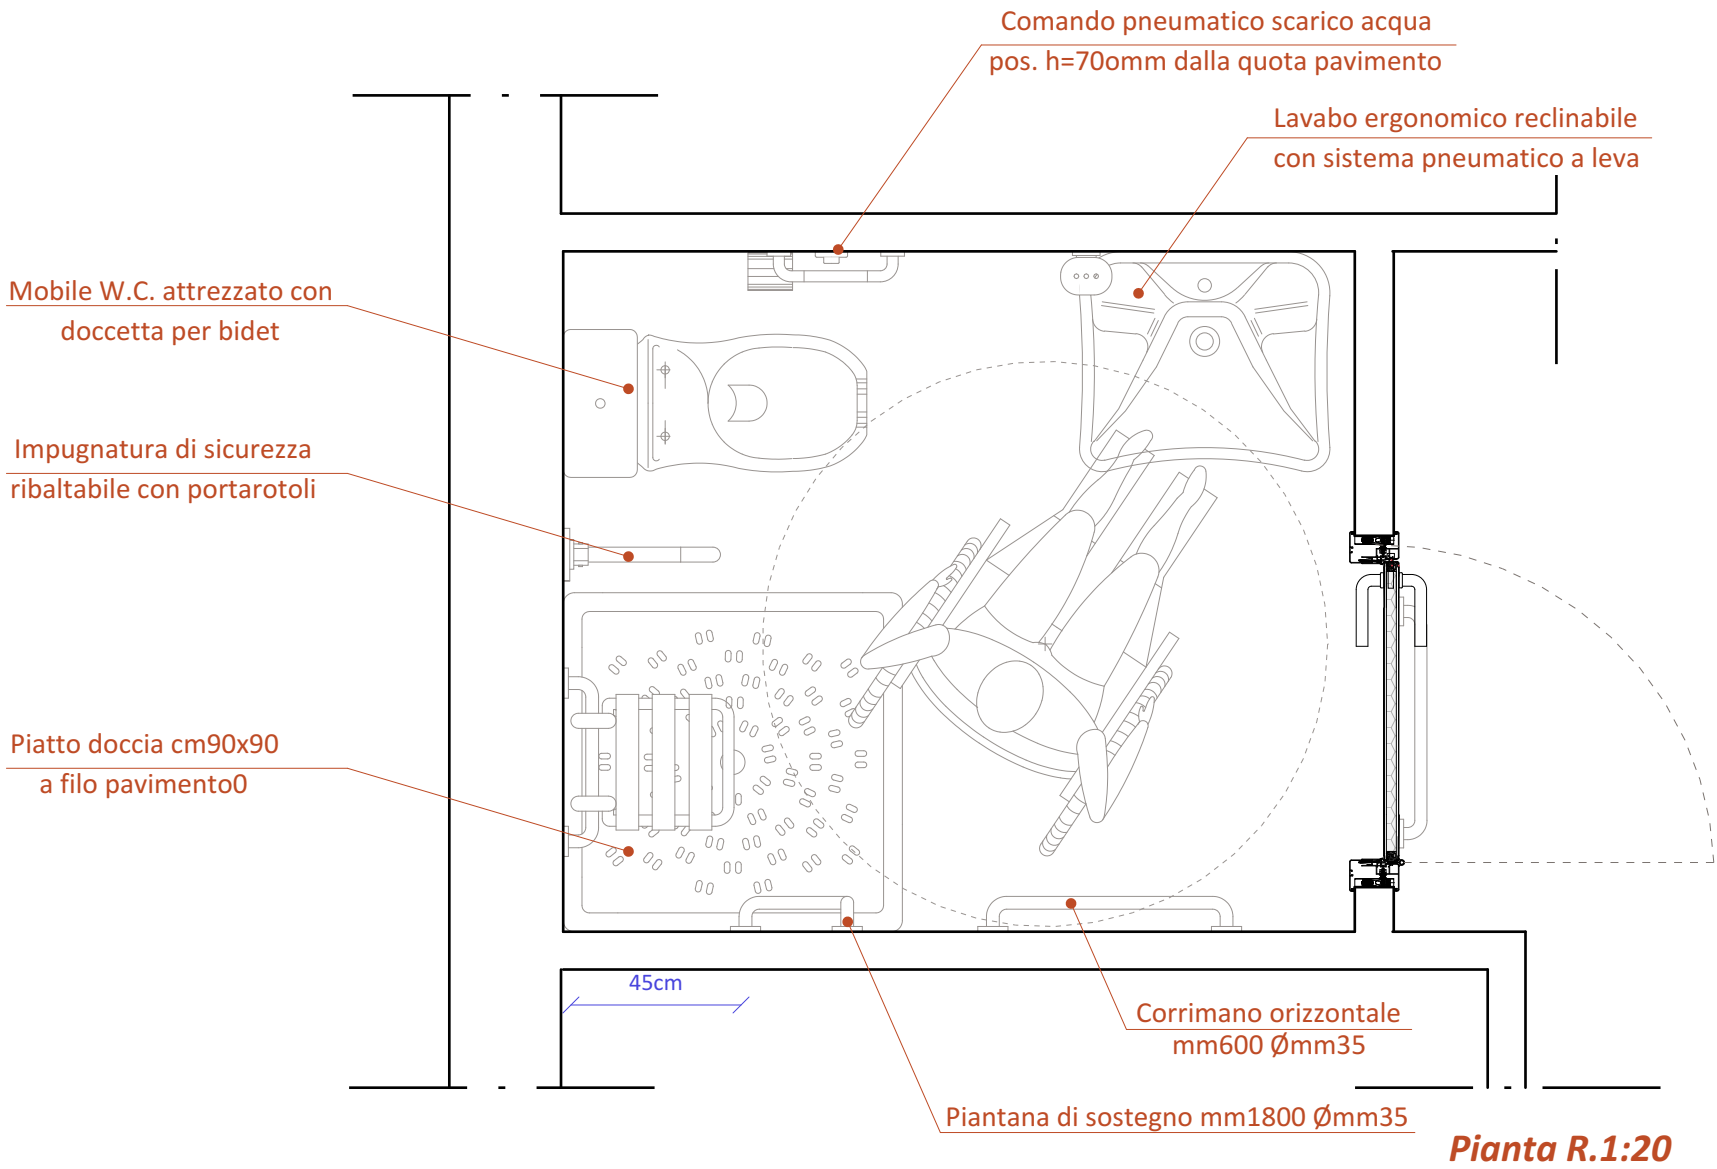 Comando pneumatico scarico acqua
pos. h=70omm dalla quota pavimento
Lavabo ergonomico reclinabile
con sistema pneumatico a leva
Mobile W.C. attrezzato con
doccetta per bidet
Impugnatura di sicurezza
ribaltabile con portarotoli
Piatto doccia cm90x90
a filo pavimento0
45cm
Corrimano orizzontale
mm600 Ømm35
Piantana di sostegno mm1800 Ømm35
Pianta R.1:20